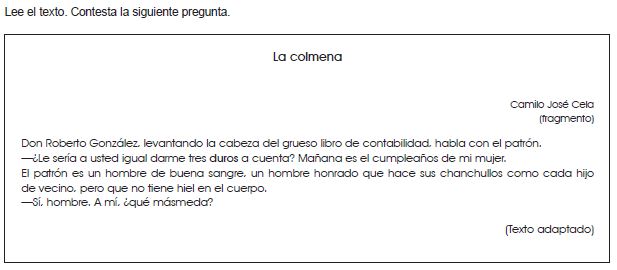 Lee el texto. Contesta la siguiente pregunta.
La colmena
Camilo José Cela
(fragmento)
Don Roberto González, levantando la cabeza del grueso libro de contabilidad, habla con el patrón.
—¿Le sería a usted igual darme tres duros a cuenta? Mañana es el cumpleaños de mi mujer.
El patrón es un hombre de buena sangre, un hombre honrado que hace sus chanchullos como cada hijo
de vecino, pero que no tiene hiel en el cuerpo.
—Sí, hombre. A mí, ¿qué másmeda?
(Texto adaptado)